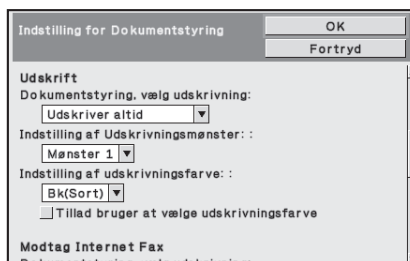 Indstilling for Dokumentstyring
OK
Fortryd
Udskrift
Dokumentstyring, vælg udskrivning:
Udskriver altid
Indstilling af Udskrivningsmønster: :
Mønster 1
Indstilling af udskrivningsfarve: :
Bk(Sort)
Tillad bruger at vælge udskrivningsfarve
Modtag Internet Fax